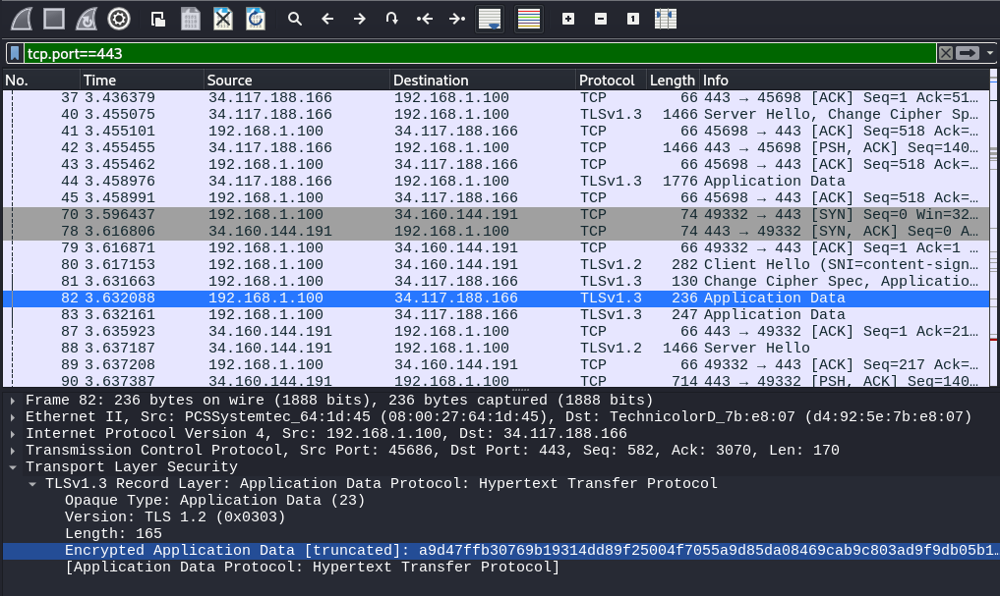 tcp.port==443
No. Time Source Destination Protocol Length Info
37 3.436379 34.117.188.166 192.168.1.100 TCP 66 443 → 45698 [ACK] Seq=1 Ack=51…
40 3.455075 34.117.188.166 192.168.1.100 TLSv1.3 1466 Server Hello, Change Cipher Sp…
41 3.455101 192.168.1.100 34.117.188.166 TCP 66 45698 → 443 [ACK] Seq=518 Ack=…
42 3.455455 34.117.188.166 192.168.1.100 TCP 1466 443 → 45698 [PSH, ACK] Seq=140…
43 3.455462 192.168.1.100 34.117.188.166 TCP 66 45698 → 443 [ACK] Seq=518 Ack=…
44 3.458976 34.117.188.166 192.168.1.100 TLSv1.3 1776 Application Data
45 3.458991 192.168.1.100 34.117.188.166 TCP 66 45698 → 443 [ACK] Seq=518 Ack=…
70 3.596437 192.168.1.100 34.160.144.191 TCP 74 49332 → 443 [SYN] Seq=0 Win=32…
78 3.616806 34.160.144.191 192.168.1.100 TCP 74 443 → 49332 [SYN, ACK] Seq=0 A…
79 3.616871 192.168.1.100 34.160.144.191 TCP 66 49332 → 443 [ACK] Seq=1 Ack=1 …
80 3.617153 192.168.1.100 34.160.144.191 TLSv1.2 282 Client Hello (SNI=content-sign…
81 3.631663 192.168.1.100 34.117.188.166 TLSv1.3 130 Change Cipher Spec, Applicatio…
82 3.632088 192.168.1.100 34.117.188.166 TLSv1.3 236 Application Data
83 3.632161 192.168.1.100 34.117.188.166 TLSv1.3 247 Application Data
87 3.635923 34.160.144.191 192.168.1.100 TCP 66 443 → 49332 [ACK] Seq=1 Ack=21…
88 3.637187 34.160.144.191 192.168.1.100 TLSv1.2 1466 Server Hello
89 3.637208 192.168.1.100 34.160.144.191 TCP 66 49332 → 443 [ACK] Seq=217 Ack=…
90 3.637387 34.160.144.191 192.168.1.100 TCP 714 443 → 49332 [PSH, ACK] Seq=140…
Frame 82: 236 bytes on wire (1888 bits), 236 bytes captured (1888 bits)
Ethernet II, Src: PCSSystemtec_64:1d:45 (08:00:27:64:1d:45), Dst: TechnicolorD_7b:e8:07 (d4:92:5e:7b:e8:07)
Internet Protocol Version 4, Src: 192.168.1.100, Dst: 34.117.188.166
Transmission Control Protocol, Src Port: 45686, Dst Port: 443, Seq: 582, Ack: 3070, Len: 170
Transport Layer Security
TLSv1.3 Record Layer: Application Data Protocol: Hypertext Transfer Protocol
Opaque Type: Application Data (23)
Version: TLS 1.2 (0x0303)
Length: 165
Encrypted Application Data [truncated]: a9d47ffb30769b19314dd89f25004f7055a9d85da08469cab9c803ad9f9db05b1…
[Application Data Protocol: Hypertext Transfer Protocol]